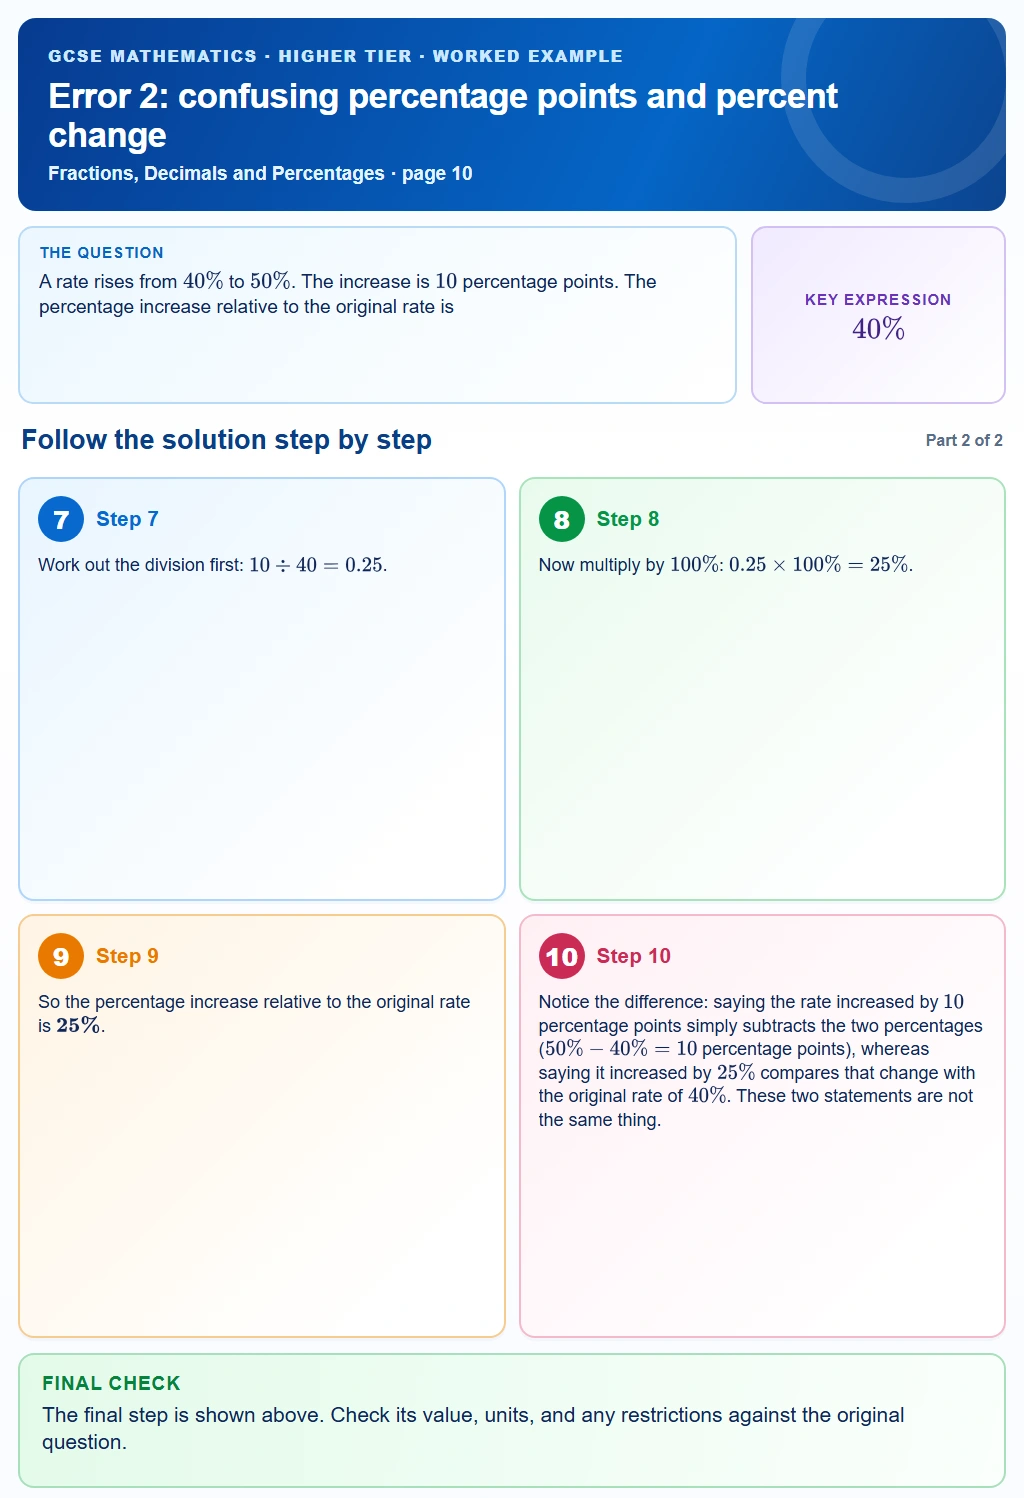 GCSE MATHEMATICS · HIGHER TIER · WORKED EXAMPLE
Error 2: confusing percentage points and percent
change
Fractions, Decimals and Percentages · page 10
THE QUESTION
A rate rises from 40% to 50%. The increase is 10 percentage points. The
percentage increase relative to the original rate is
KEY EXPRESSION
40%
Follow the solution step by step
Part 2 of 2
7 Step 7
Work out the division first: 10 ÷ 40 = 0.25.
8 Step 8
Now multiply by 100%: 0.25 × 100% = 25%.
9 Step 9
So the percentage increase relative to the original rate
is 25%.
10 Step 10
Notice the difference: saying the rate increased by 10
percentage points simply subtracts the two percentages
(50% − 40% = 10 percentage points), whereas
saying it increased by 25% compares that change with
the original rate of 40%. These two statements are not
the same thing.
FINAL CHECK
The final step is shown above. Check its value, units, and any restrictions against the original
question.